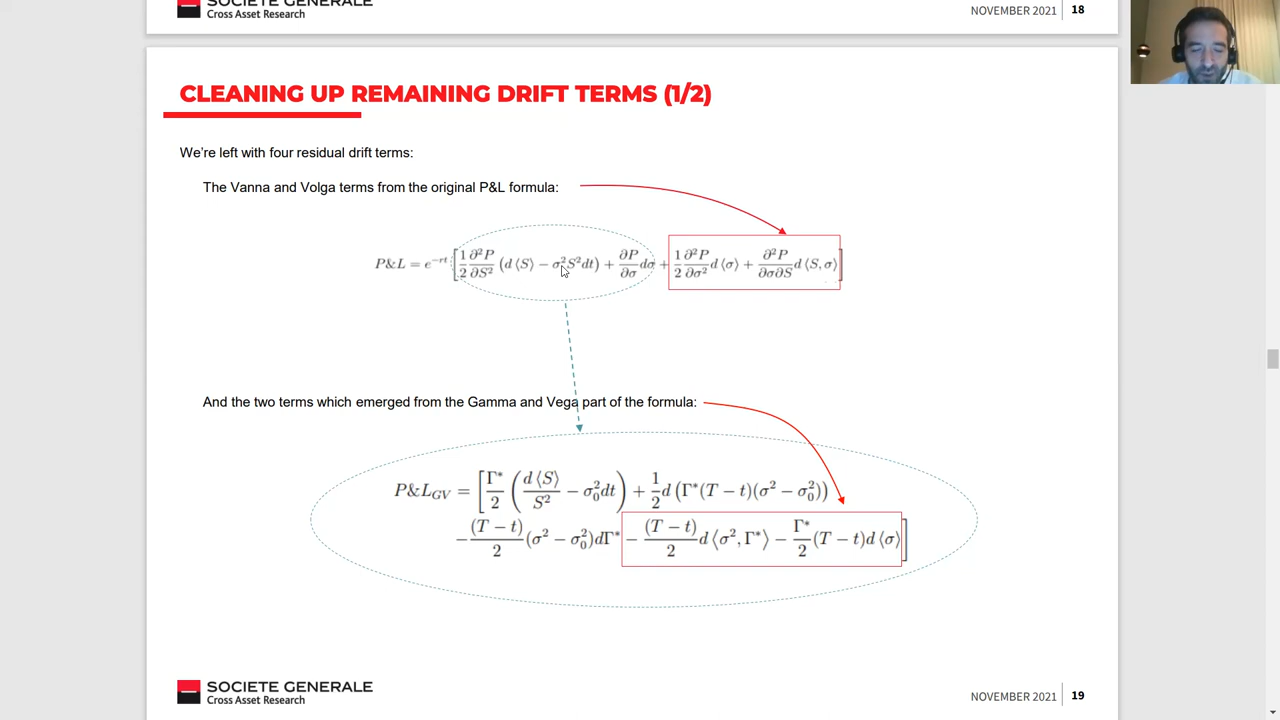 SOCIETE GENERALE
Cross Asset Research
NOVEMBER 2021 18
CLEANING UP REMAINING DRIFT TERMS (1/2)
We're left with four residual drift terms:
The Vanna and Volga terms from the original P&L formula:
P&L = e^{−rt} [ 1/2 ∂²P/∂S² (d⟨S⟩ − σ²S²dt) + ∂P/∂σ dσ + 1/2 ∂²P/∂σ² d⟨σ⟩ + ∂²P/∂σ∂S d⟨S, σ⟩ ]
And the two terms which emerged from the Gamma and Vega part of the formula:
P&L_{GV} = [ Γ*/2 ( d⟨S⟩/S² − σ₀²dt ) + 1/2 d (Γ*(T − t)(σ² − σ₀²))
− (T − t)/2 (σ² − σ₀²)dΓ* − (T − t)/2 d⟨σ², Γ*⟩ − Γ*/2 (T − t)d⟨σ⟩ ]
SOCIETE GENERALE
Cross Asset Research
NOVEMBER 2021 19